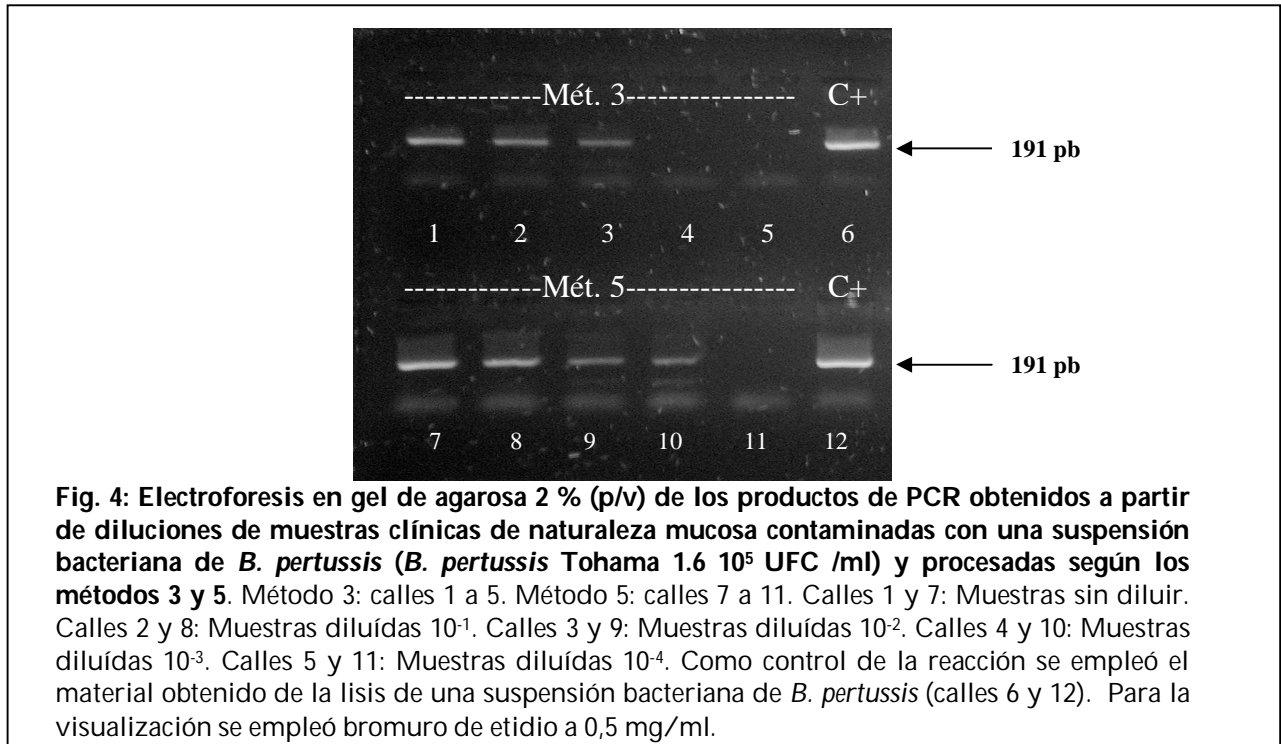 -------------Mét. 3---------------- C+
191 pb
1 2 3 4 5 6
-------------Mét. 5---------------- C+
191 pb
7 8 9 10 11 12
Fig. 4: Electroforesis en gel de agarosa 2 % (p/v) de los productos de PCR obtenidos a partir
de diluciones de muestras clínicas de naturaleza mucosa contaminadas con una suspensión
bacteriana de B. pertussis (B. pertussis Tohama 1.6 10⁵ UFC /ml) y procesadas según los
métodos 3 y 5. Método 3: calles 1 a 5. Método 5: calles 7 a 11. Calles 1 y 7: Muestras sin diluir.
Calles 2 y 8: Muestras diluídas 10⁻¹. Calles 3 y 9: Muestras diluídas 10⁻². Calles 4 y 10: Muestras
diluídas 10⁻³. Calles 5 y 11: Muestras diluídas 10⁻⁴. Como control de la reacción se empleó el
material obtenido de la lisis de una suspensión bacteriana de B. pertussis (calles 6 y 12). Para la
visualización se empleó bromuro de etidio a 0,5 mg/ml.